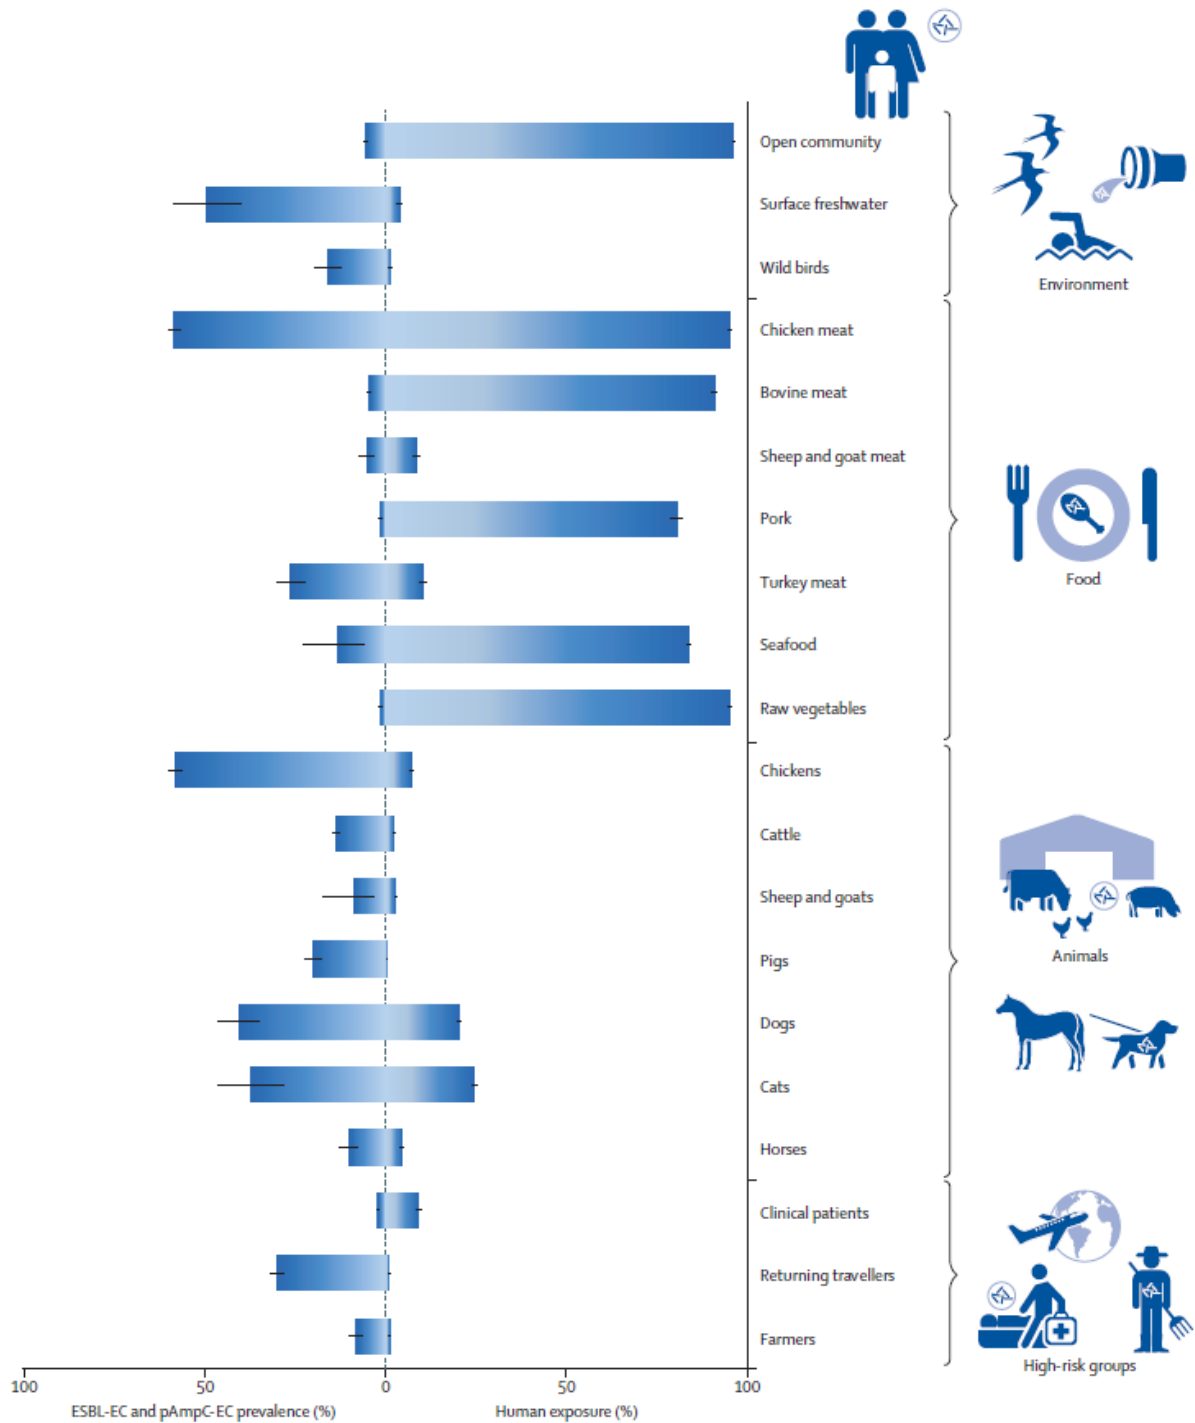 Open community
Surface freshwater
Wild birds
Environment
Chicken meat
Bovine meat
Sheep and goat meat
Pork
Turkey meat
Seafood
Raw vegetables
Food
Chickens
Cattle
Sheep and goats
Pigs
Dogs
Cats
Horses
Animals
Clinical patients
Returning travellers
Farmers
High-risk groups
100 50 0 50 100
ESBL-EC and pAmpC-EC prevalence (%) Human exposure (%)